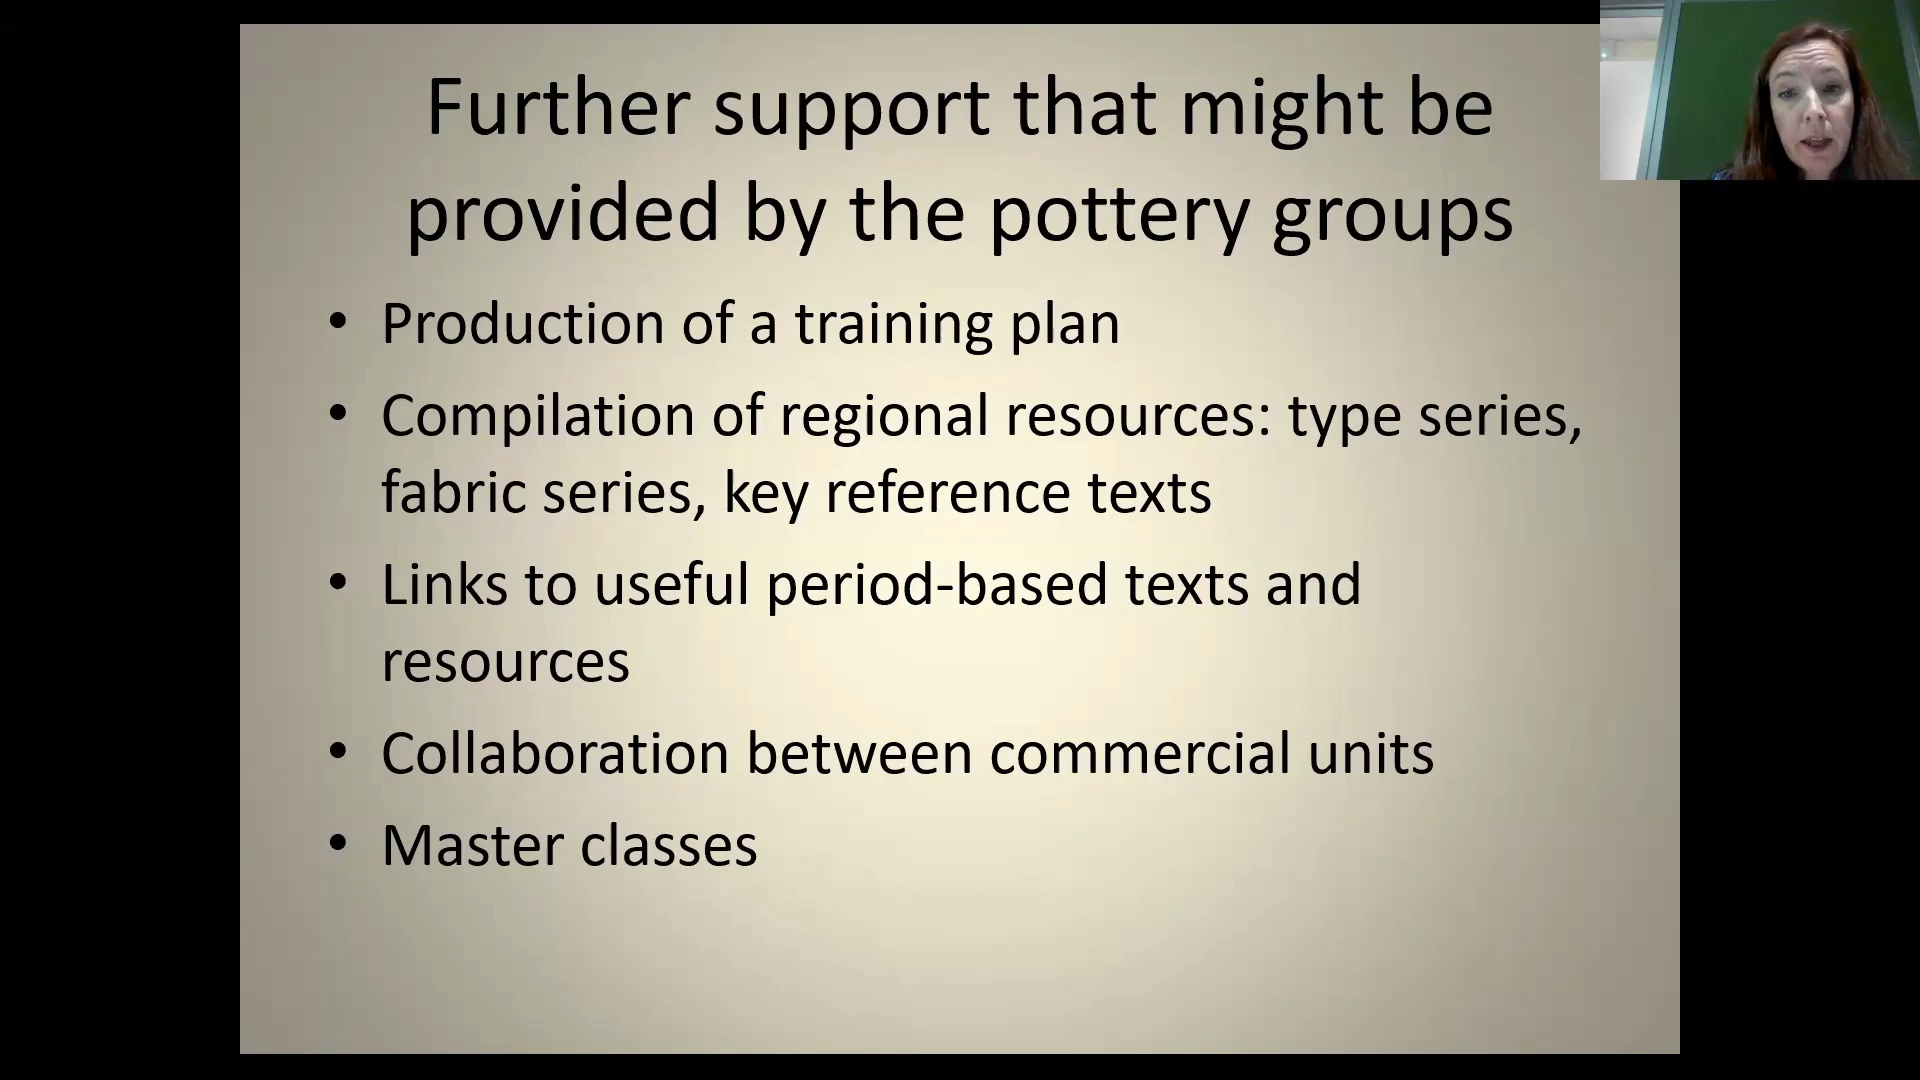 Further support that might be
provided by the pottery groups
• Production of a training plan
• Compilation of regional resources: type series,
fabric series, key reference texts
• Links to useful period-based texts and
resources
• Collaboration between commercial units
• Master classes